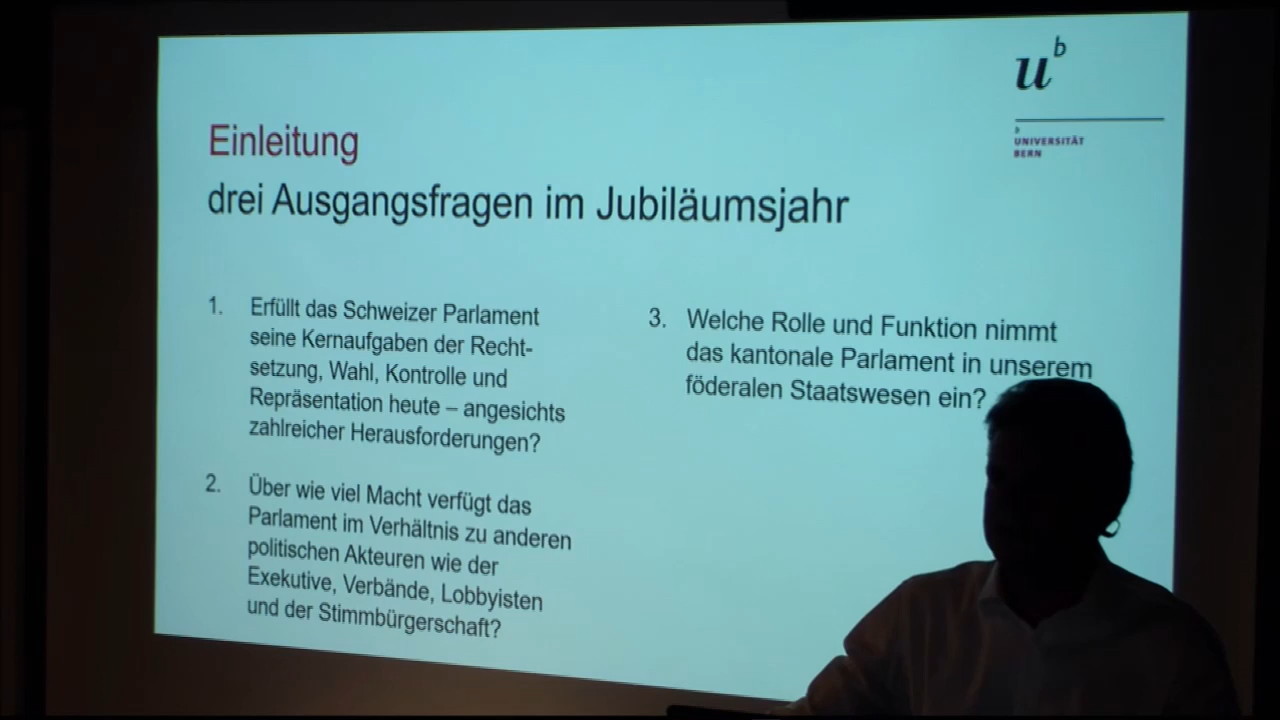 u^b
b
UNIVERSITÄT
BERN
Einleitung
drei Ausgangsfragen im Jubiläumsjahr
1. Erfüllt das Schweizer Parlament
seine Kernaufgaben der Recht-
setzung, Wahl, Kontrolle und
Repräsentation heute – angesichts
zahlreicher Herausforderungen?
2. Über wie viel Macht verfügt das
Parlament im Verhältnis zu anderen
politischen Akteuren wie der
Exekutive, Verbände, Lobbyisten
und der Stimmbürgerschaft?
3. Welche Rolle und Funktion nimmt
das kantonale Parlament in unserem
föderalen Staatswesen ein?